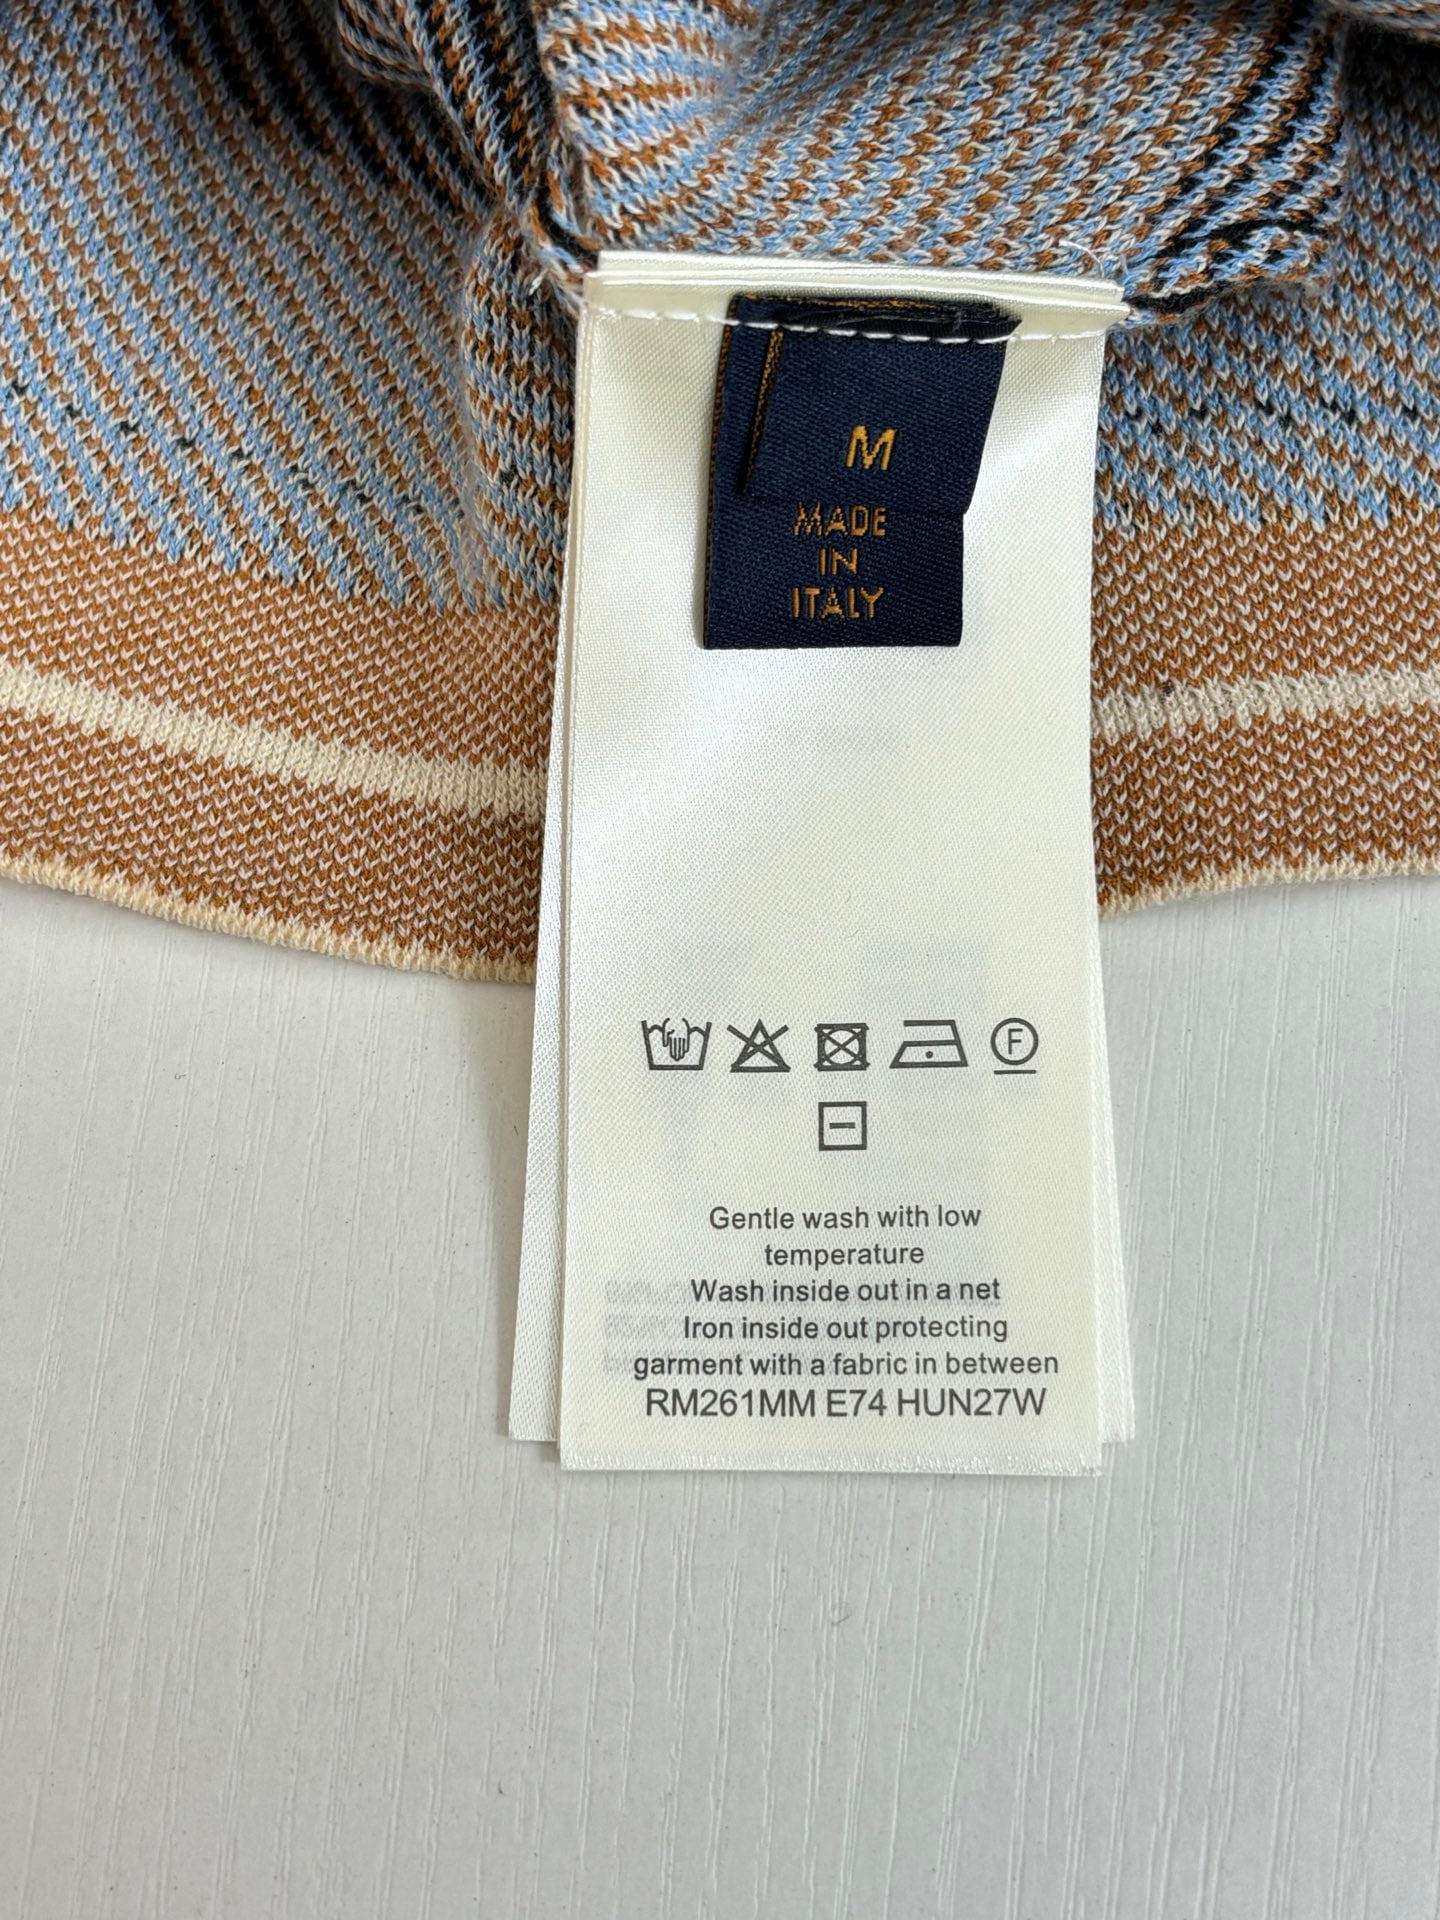 M
MADE
IN
ITALY
F
Gentle wash with low
temperature
Wash inside out in a net
Iron inside out protecting
garment with a fabric in between
RM261MM E74 HUN27W